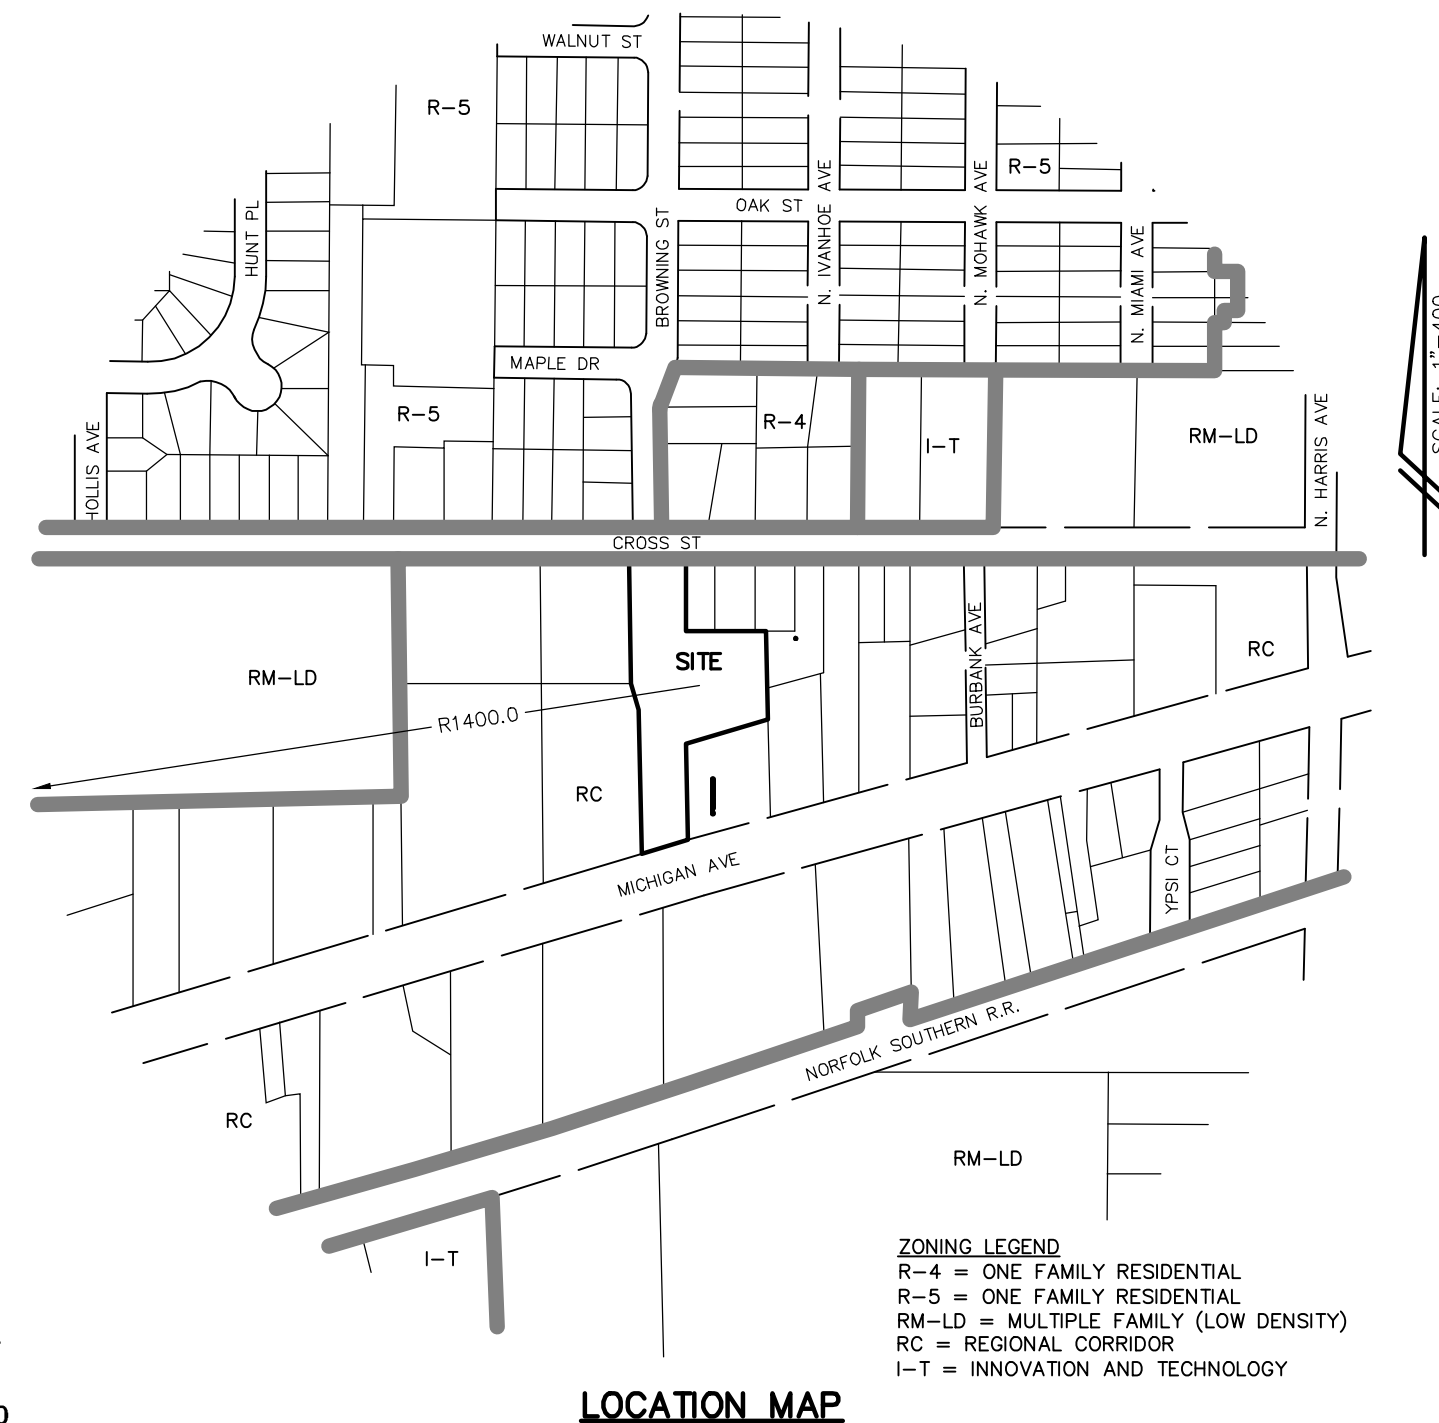 WALNUT ST
R-5
R-5
OAK ST
HUNT PL
BROWNING ST
N. IVANHOE AVE
N. MOHAWK AVE
N. MIAMI AVE
MAPLE DR
R-5
R-4
I-T
RM-LD
HOLLIS AVE
N. HARRIS AVE
SCALE: 1"=400
CROSS ST
RM-LD
SITE
BURBANK AVE
RC
R1400.0
RC
MICHIGAN AVE
YPSI CT
NORFOLK SOUTHERN R.R.
RC
RM-LD
I-T
ZONING LEGEND
R-4 = ONE FAMILY RESIDENTIAL
R-5 = ONE FAMILY RESIDENTIAL
RM-LD = MULTIPLE FAMILY (LOW DENSITY)
RC = REGIONAL CORRIDOR
I-T = INNOVATION AND TECHNOLOGY
LOCATION MAP